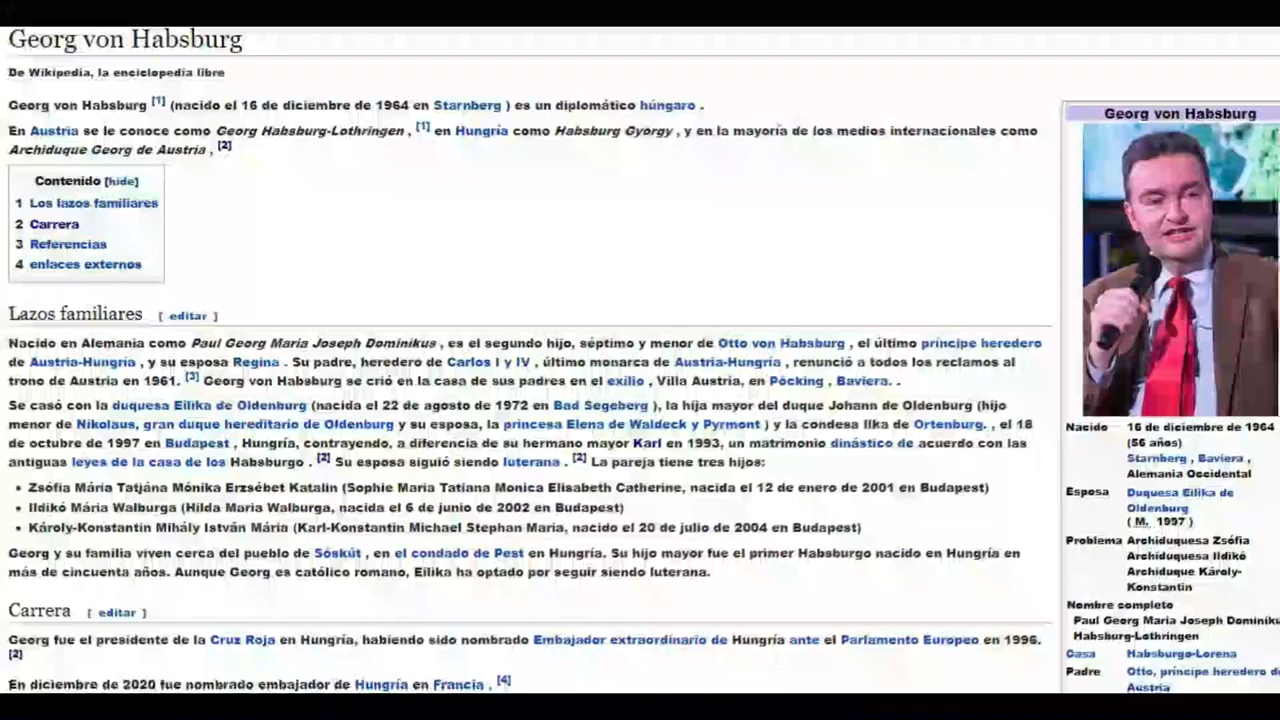 Georg von Habsburg
De Wikipedia, la enciclopedia libre
Georg von Habsburg [1] (nacido el 16 de diciembre de 1964 en Starnberg ) es un diplomático húngaro .
En Austria se le conoce como Georg Habsburg-Lothringen , [1] en Hungría como Habsburg Gyorgy , y en la mayoría de los medios internacionales como
Archiduque Georg de Austria , [2]
Contenido [hide]
1 Los lazos familiares
2 Carrera
3 Referencias
4 enlaces externos
Lazos familiares [ editar ]
Nacido en Alemania como Paul Georg Maria Joseph Dominikus , es el segundo hijo, séptimo y menor de Otto von Habsburg , el último príncipe heredero
de Austria-Hungría , y su esposa Regina . Su padre, heredero de Carlos I y IV , último monarca de Austria-Hungría , renunció a todos los reclamos al
trono de Austria en 1961. [3] Georg von Habsburg se crió en la casa de sus padres en el exilio , Villa Austria, en Pöcking , Baviera. .
Se casó con la duquesa Eilika de Oldenburg (nacida el 22 de agosto de 1972 en Bad Segeberg ), la hija mayor del duque Johann de Oldenburg (hijo
menor de Nikolaus, gran duque hereditario de Oldenburg y su esposa, la princesa Elena de Waldeck y Pyrmont ) y la condesa Ilka de Ortenburg. , el 18
de octubre de 1997 en Budapest , Hungría, contrayendo, a diferencia de su hermano mayor Karl en 1993, un matrimonio dinástico de acuerdo con las
antiguas leyes de la casa de los Habsburgo . [2] Su esposa siguió siendo luterana . [2] La pareja tiene tres hijos:
• Zsófia Mária Tatjána Mónika Erzsébet Katalin (Sophie Maria Tatiana Monica Elisabeth Catherine, nacida el 12 de enero de 2001 en Budapest)
• Ildikó Mária Walburga (Hilda Maria Walburga, nacida el 6 de junio de 2002 en Budapest)
• Károly-Konstantin Mihály István Mária (Karl-Konstantin Michael Stephan Maria, nacido el 20 de julio de 2004 en Budapest)
Georg y su familia viven cerca del pueblo de Sóskút , en el condado de Pest en Hungría. Su hijo mayor fue el primer Habsburgo nacido en Hungría en
más de cincuenta años. Aunque Georg es católico romano, Eilika ha optado por seguir siendo luterana.
Carrera [ editar ]
Georg fue el presidente de la Cruz Roja en Hungría, habiendo sido nombrado Embajador extraordinario de Hungría ante el Parlamento Europeo en 1996.
[2]
En diciembre de 2020 fue nombrado embajador de Hungría en Francia . [4]
Georg von Habsburg
Nacido 16 de diciembre de 1964
(56 años)
Starnberg , Baviera ,
Alemania Occidental
Esposa Duquesa Eilika de
Oldenburg
( M. 1997 )
Problema Archiduquesa Zsófia
Archiduquesa Ildikó
Archiduque Károly-
Konstantin
Nombre completo
Paul Georg Maria Joseph Dominiku
Habsburg-Lothringen
Casa Habsburgo-Lorena
Padre Otto, príncipe heredero de
Austria